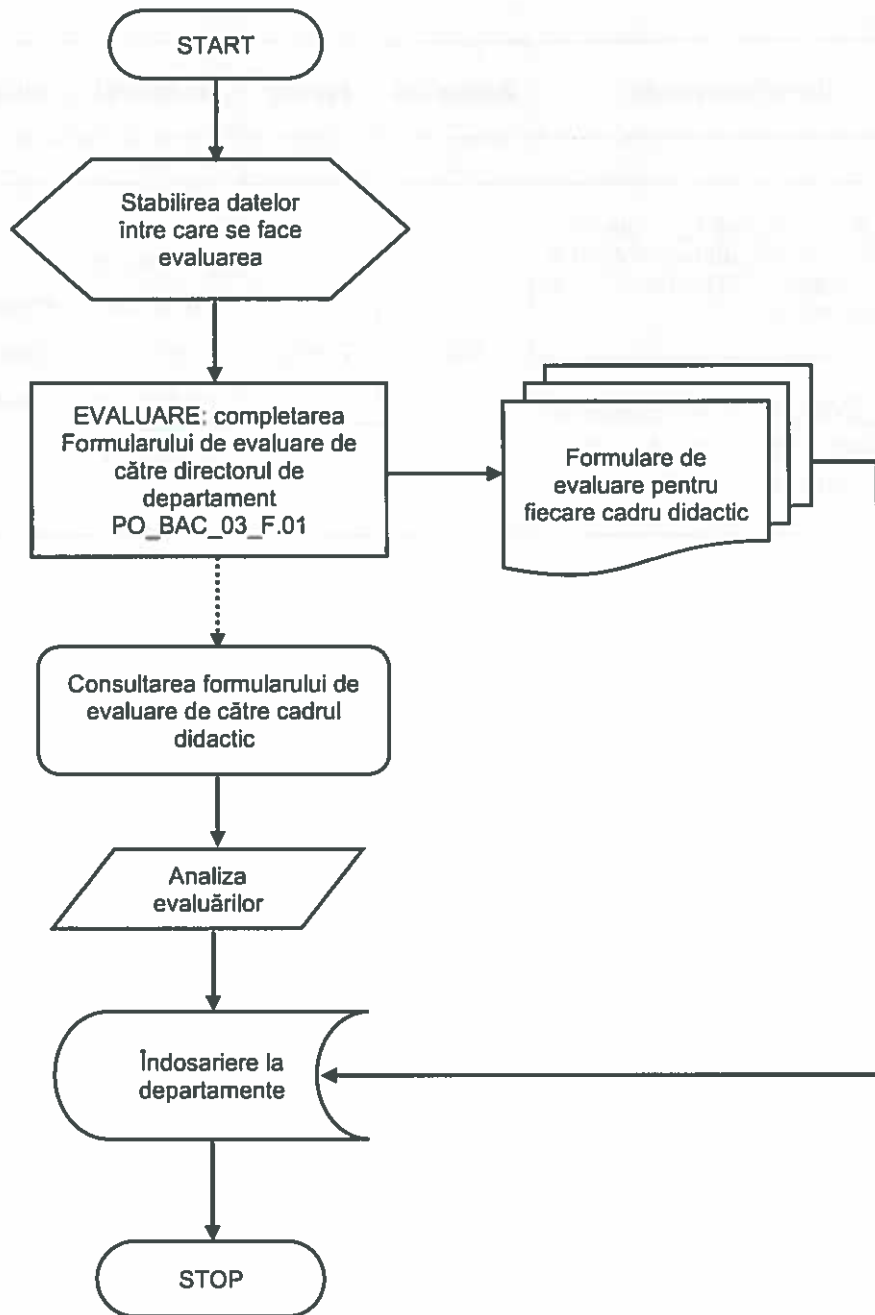 START
Stabilirea datelor
între care se face
evaluarea
EVALUARE: completarea
Formularului de evaluare de
către directorul de
departament
PO_BAC_03_F.01
Formulare de
evaluare pentru
fiecare cadru didactic
Consultarea formularului de
evaluare de către cadrul
didactic
Analiza
evaluărilor
Îndosariere la
departamente
STOP